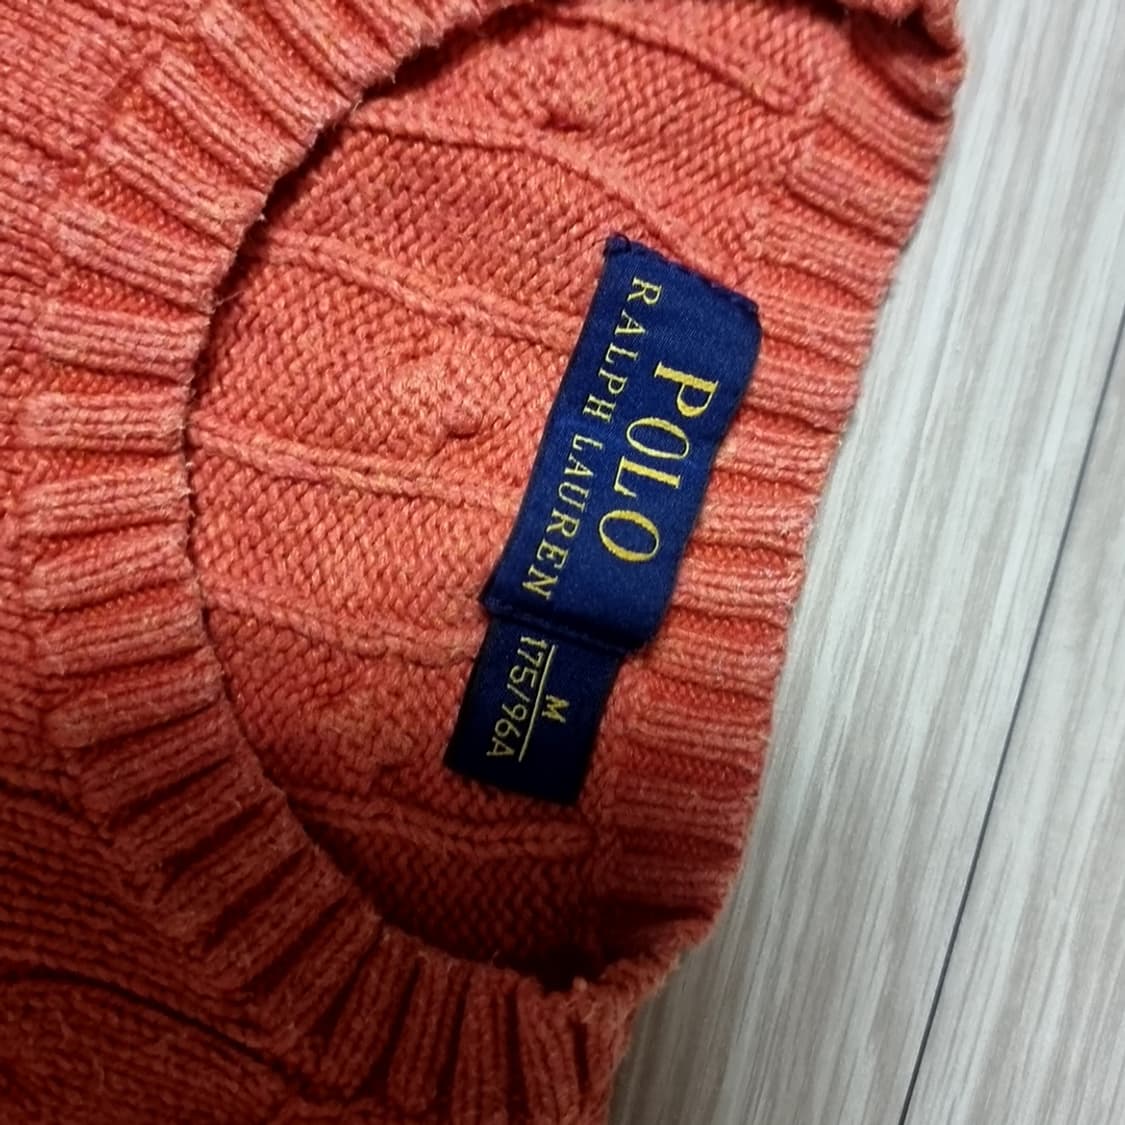 POLO
RALPH LAUREN
M
175/96A